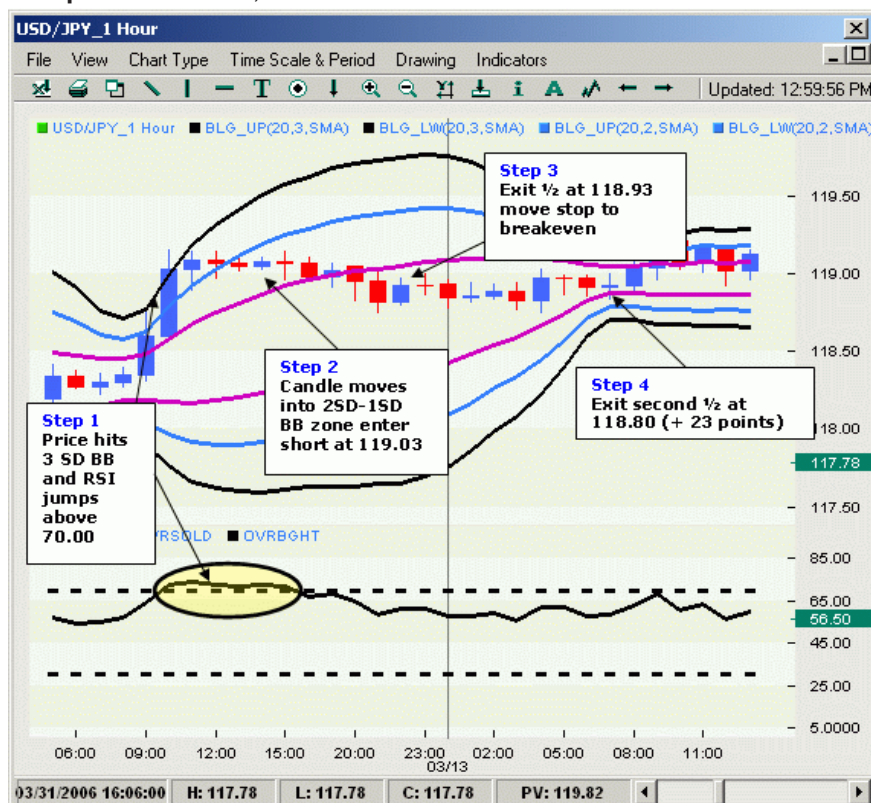 USD/JPY_1 Hour
File View Chart Type Time Scale & Period Drawing Indicators
T i A Updated: 12:59:56 PM
USD/JPY_1 Hour BLG_UP(20,3,SMA) BLG_LW(20,3,SMA) BLG_UP(20,2,SMA) BLG_LW(20,2,SMA)
Step 3
Exit ½ at 118.93
move stop to
breakeven
119.50
119.00
118.50
118.00
117.78
117.50
Step 2
Candle moves
into 2SD-1SD
BB zone enter
short at 119.03
Step 4
Exit second ½ at
118.80 (+ 23 points)
Step 1
Price hits
3 SD BB
and RSI
jumps
above
70.00
RSOLD OVRBGHT
85.00
65.00
56.50
45.00
25.00
5.0000
06:00 09:00 12:00 15:00 20:00 23:00 02:00 05:00 08:00 11:00
03/13
03/31/2006 16:06:00 H: 117.78 L: 117.78 C: 117.78 PV: 119.82